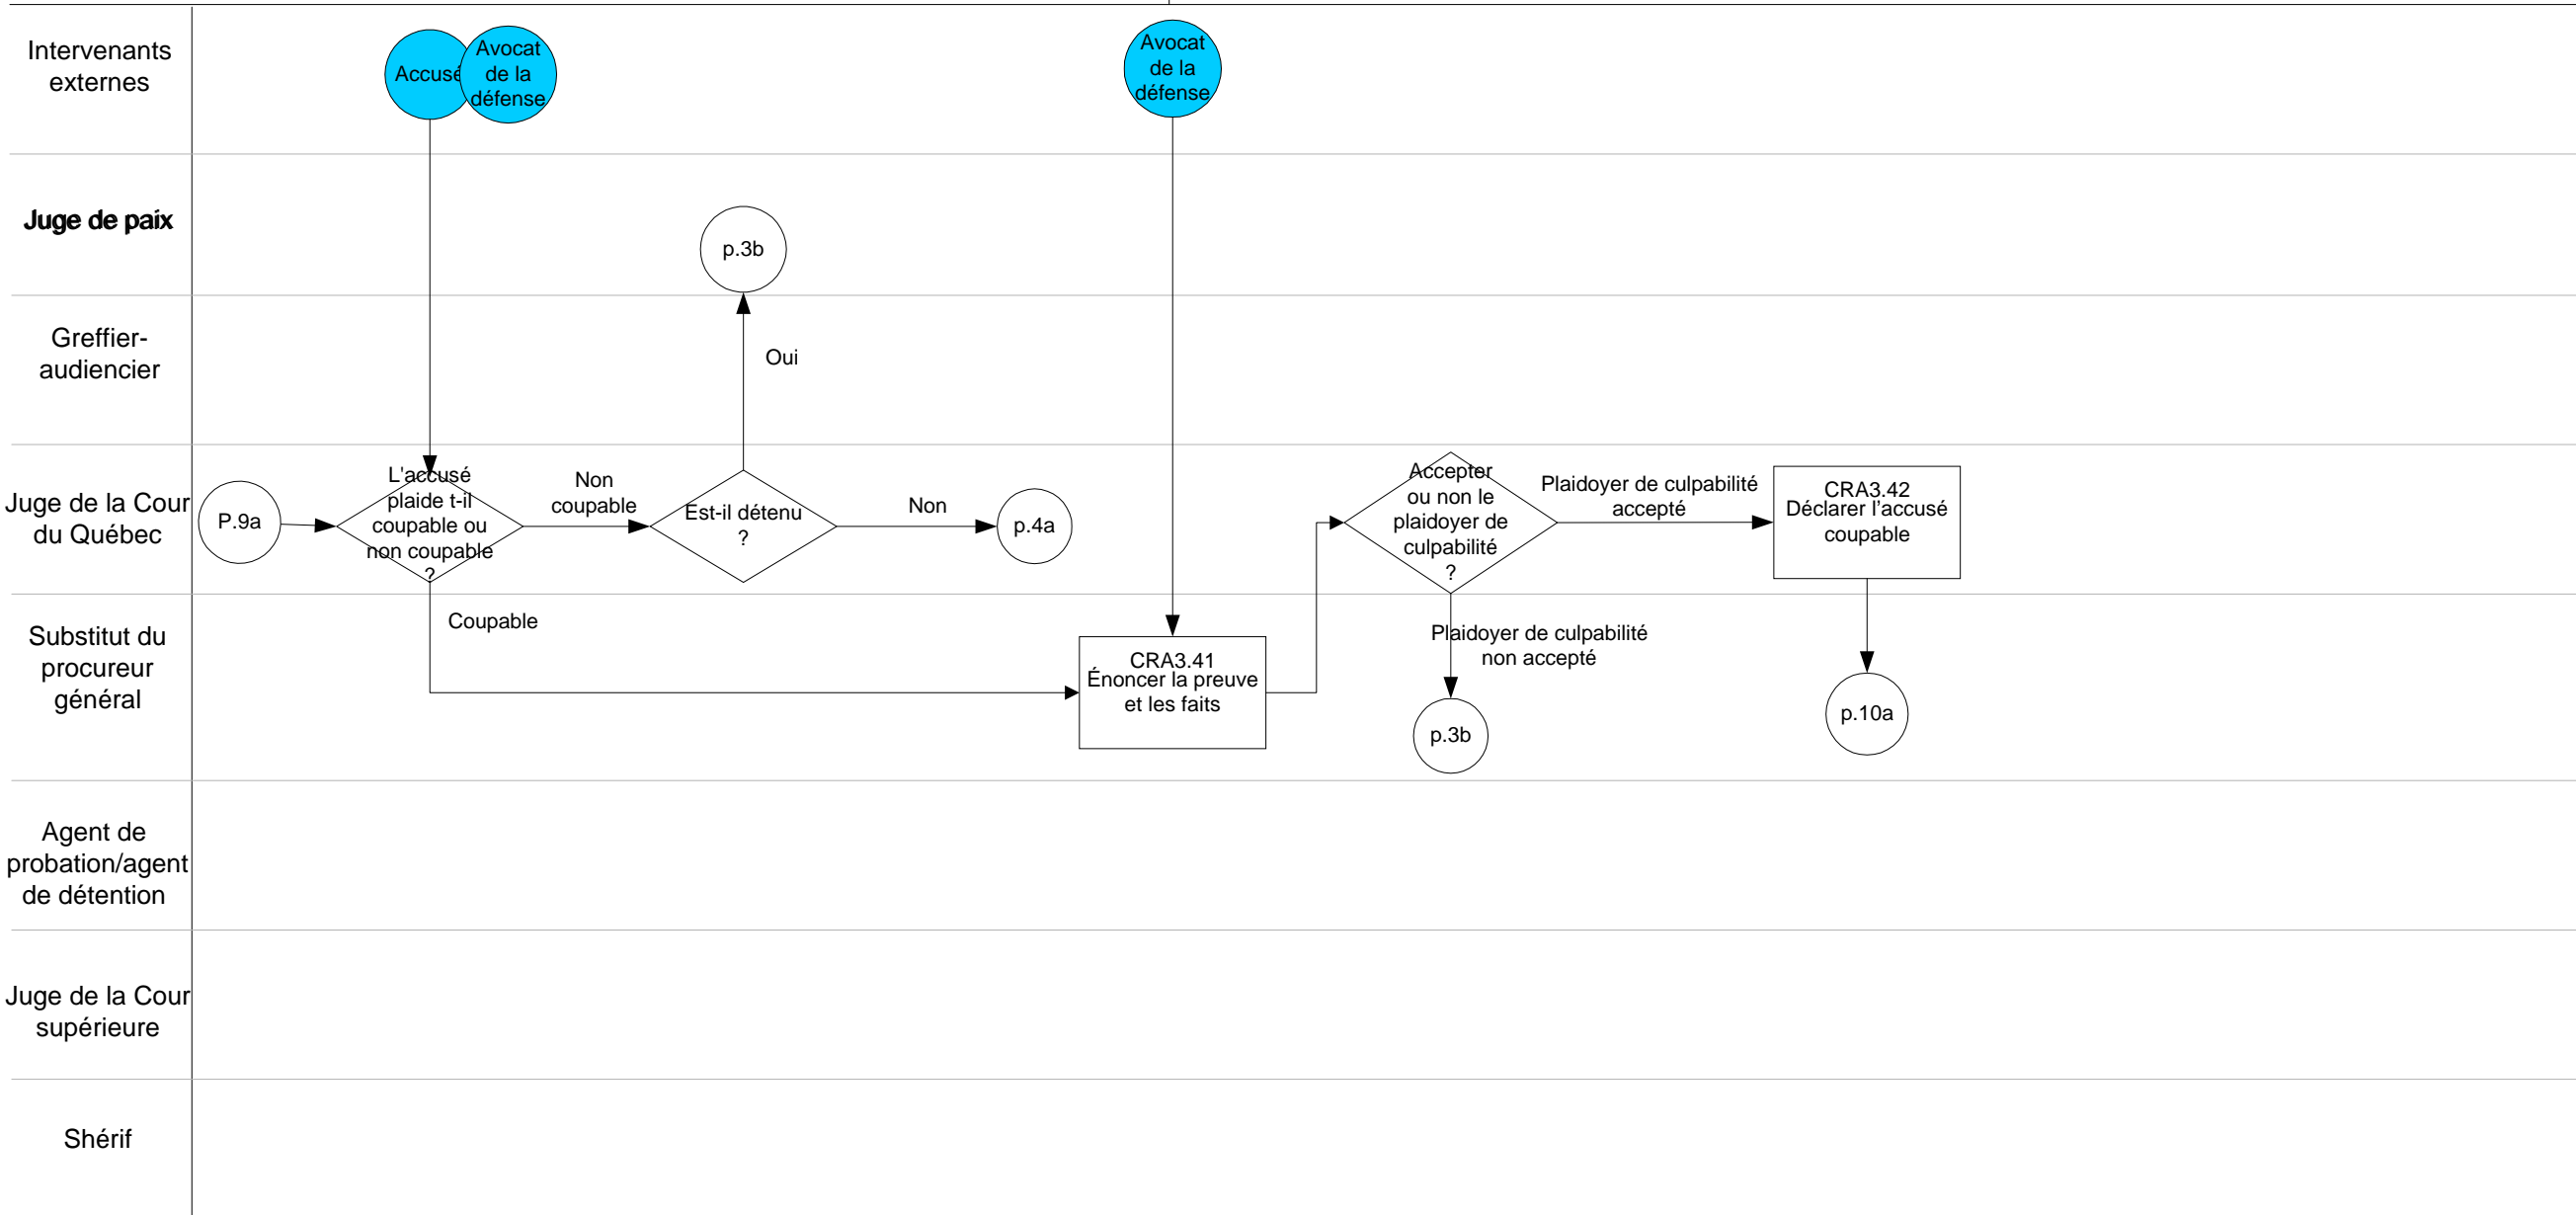 Intervenants
externes
Accusé
Avocat
de la
défense
Avocat
de la
défense
Juge de paix
p.3b
Greffier-
audiencier
Oui
Juge de la Cour
du Québec
P.9a
L'accusé
plaide t-il
coupable ou
non coupable
?
Non
coupable
Est-il détenu
?
Non
p.4a
Accepter
ou non le
plaidoyer de
culpabilité
?
Plaidoyer de culpabilité
accepté
CRA3.42
Déclarer l'accusé
coupable
Substitut du
procureur
général
Coupable
CRA3.41
Énoncer la preuve
et les faits
Plaidoyer de culpabilité
non accepté
p.3b
p.10a
Agent de
probation/agent
de détention
Juge de la Cour
supérieure
Shérif